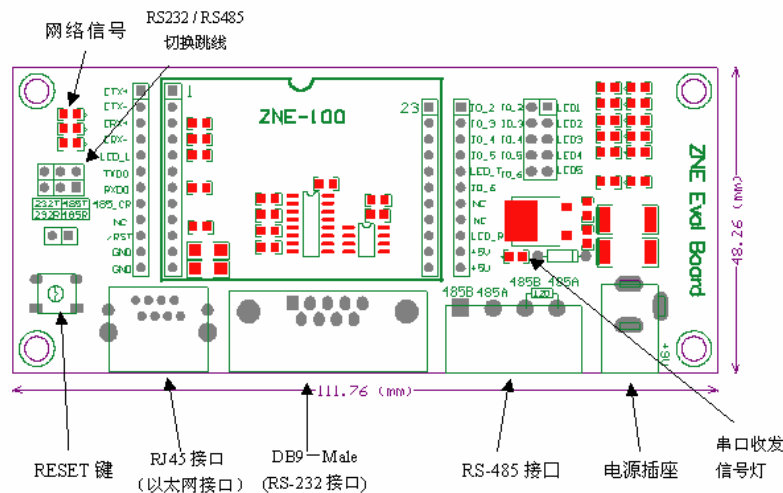 网络信号
RS232 / RS485
切换跳线
CTX+
CTX-
CRX+
CRX-
LED_L
TXD0
RXD0
485_CR
NC
/RST
GND
GND
232T 485T
232R 485R
1
ZNE-100
23
IO_2 IO_2 LED1
IO_3 IO_3 LED2
IO_4 IO_4 LED3
IO_5 IO_5 LED4
LED_T IO_6 LED5
IO_6
NC
NC
LED_R
+5V
+5V
485B 485A 485B 485A
120
+9V
ZNE Eval Board
48.26 (mm)
111.76 (mm)
RESET 键
RJ45 接口
（以太网接口）
DB9－Male
(RS-232 接口)
RS-485 接口
电源插座
串口收发
信号灯